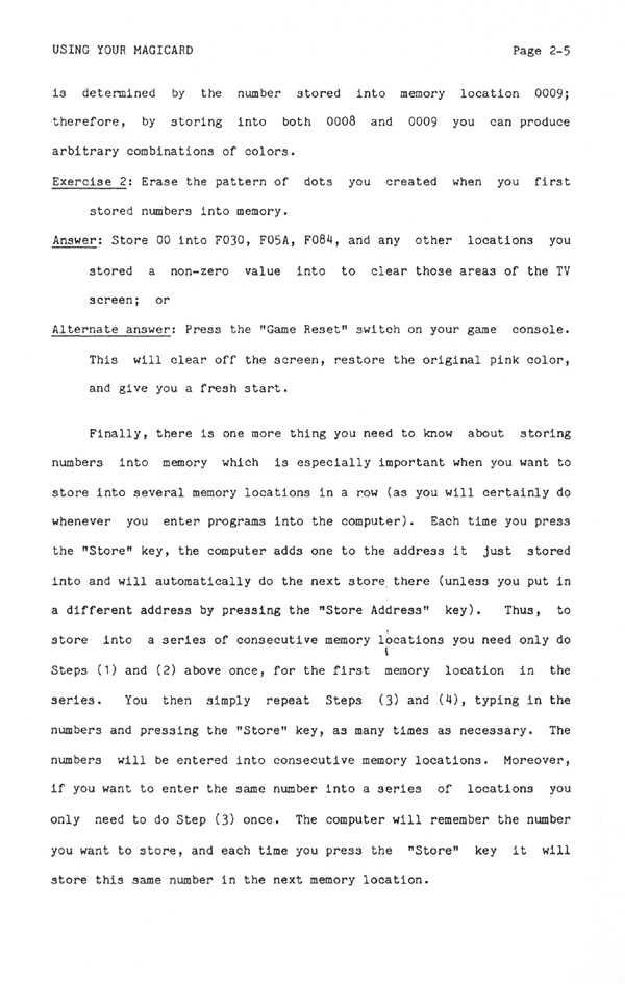 USING YOUR MAGICARD Page 2-5
is determined by the number stored into memory location 0009;
therefore, by storing into both 0008 and 0009 you can produce
arbitrary combinations of colors.
Exercise 2: Erase the pattern of dots you created when you first
stored numbers into memory.
Answer: Store 00 into F030, F05A, F084, and any other locations you
stored a non-zero value into to clear those areas of the TV
screen; or
Alternate answer: Press the "Game Reset" switch on your game console.
This will clear off the screen, restore the original pink color,
and give you a fresh start.
Finally, there is one more thing you need to know about storing
numbers into memory which is especially important when you want to
store into several memory locations in a row (as you will certainly do
whenever you enter programs into the computer). Each time you press
the "Store" key, the computer adds one to the address it just stored
into and will automatically do the next store there (unless you put in
a different address by pressing the "Store Address" key). Thus, to
store into a series of consecutive memory locations you need only do
Steps (1) and (2) above once, for the first memory location in the
series. You then simply repeat Steps (3) and (4), typing in the
numbers and pressing the "Store" key, as many times as necessary. The
numbers will be entered into consecutive memory locations. Moreover,
if you want to enter the same number into a series of locations you
only need to do Step (3) once. The computer will remember the number
you want to store, and each time you press the "Store" key it will
store this same number in the next memory location.